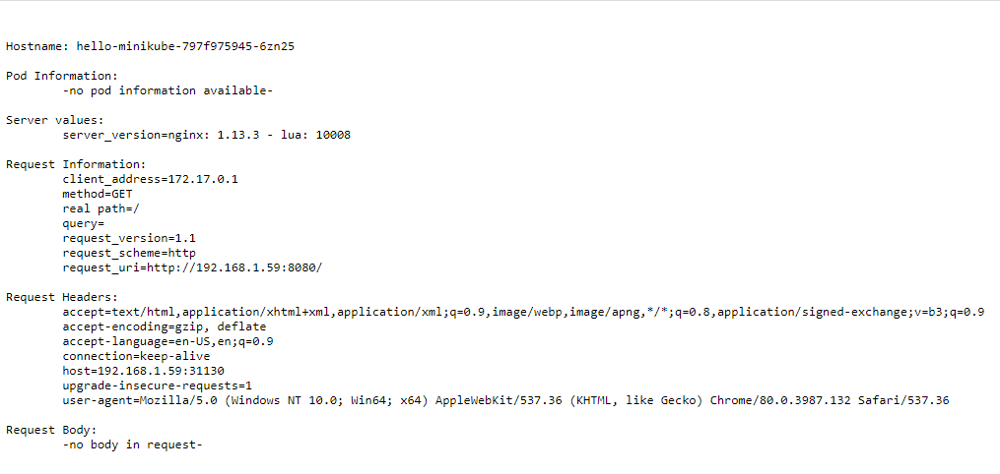 Hostname: hello-minikube-797f975945-6zn25
Pod Information:
-no pod information available-
Server values:
server_version=nginx: 1.13.3 - lua: 10008
Request Information:
client_address=172.17.0.1
method=GET
real path=/
query=
request_version=1.1
request_scheme=http
request_uri=http://192.168.1.59:8080/
Request Headers:
accept=text/html,application/xhtml+xml,application/xml;q=0.9,image/webp,image/apng,*/*;q=0.8,application/signed-exchange;v=b3;q=0.9
accept-encoding=gzip, deflate
accept-language=en-US,en;q=0.9
connection=keep-alive
host=192.168.1.59:31130
upgrade-insecure-requests=1
user-agent=Mozilla/5.0 (Windows NT 10.0; Win64; x64) AppleWebKit/537.36 (KHTML, like Gecko) Chrome/80.0.3987.132 Safari/537.36
Request Body:
-no body in request-